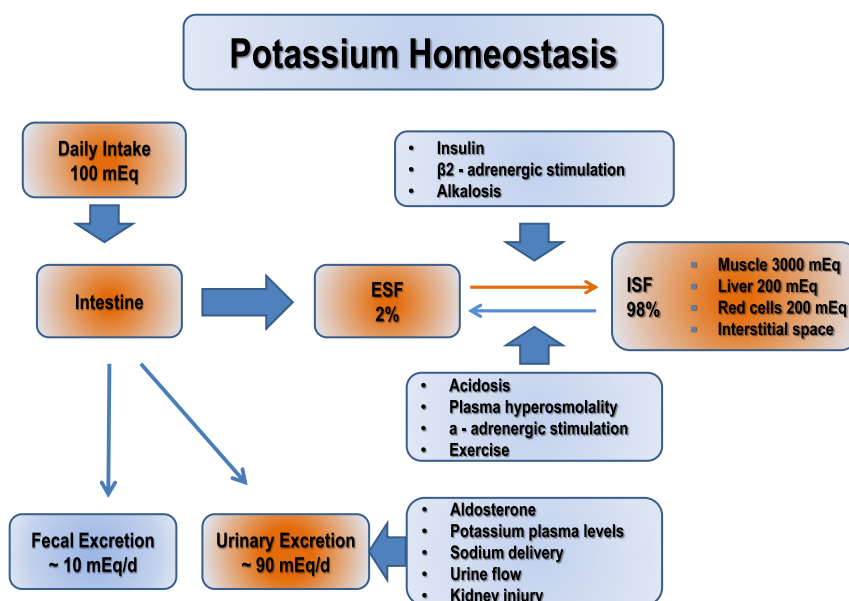 Potassium Homeostasis
Daily Intake
100 mEq
• Insulin
• β2 - adrenergic stimulation
• Alkalosis
Intestine
ESF
2%
ISF
98%
▪ Muscle 3000 mEq
▪ Liver 200 mEq
▪ Red cells 200 mEq
▪ Interstitial space
• Acidosis
• Plasma hyperosmolality
• a - adrenergic stimulation
• Exercise
Fecal Excretion
~ 10 mEq/d
Urinary Excretion
~ 90 mEq/d
• Aldosterone
• Potassium plasma levels
• Sodium delivery
• Urine flow
• Kidney injury